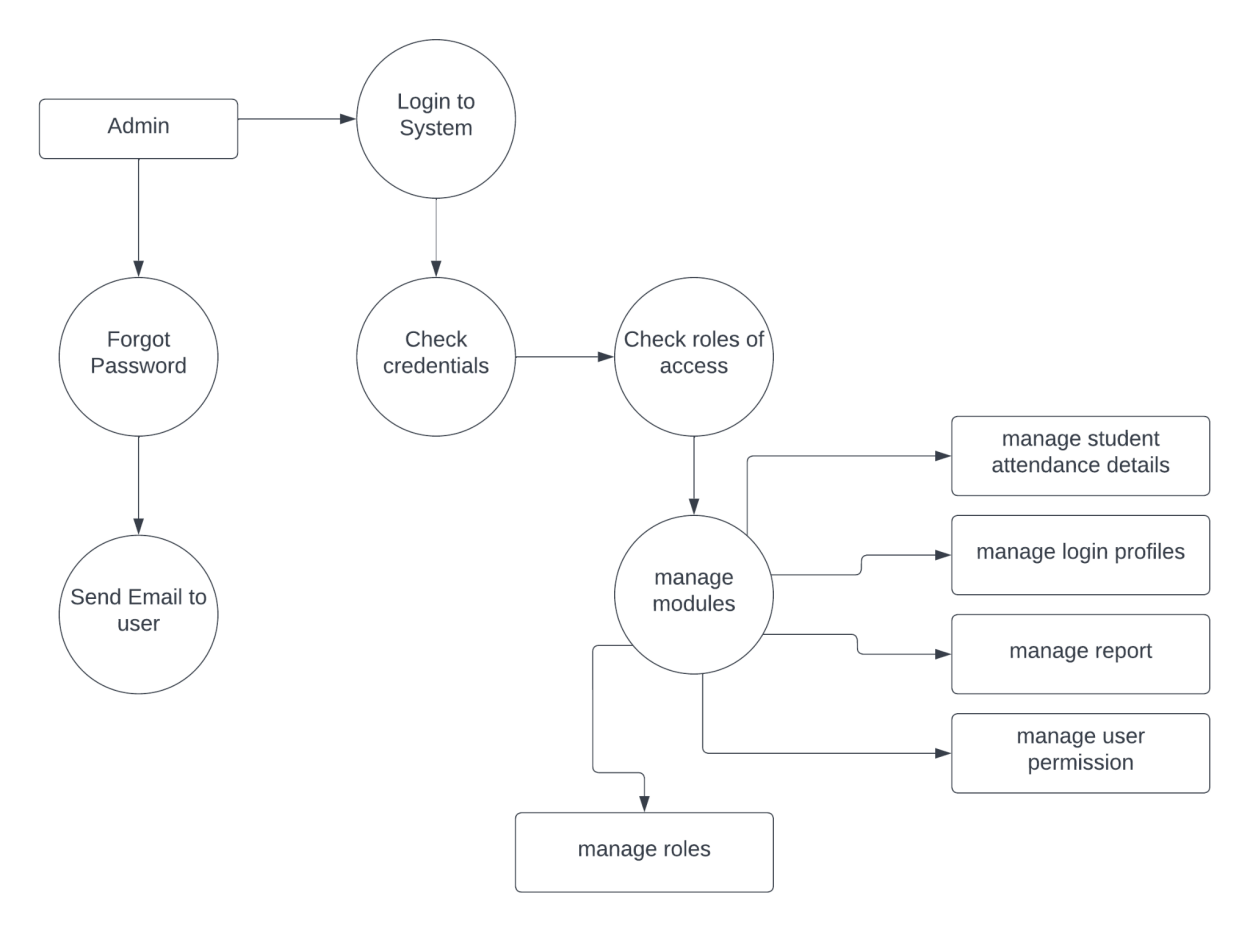 Login to
System
Admin
Forgot
Password
Check
credentials
Check roles of
access
manage student
attendance details
manage login profiles
manage
modules
Send Email to
user
manage report
manage user
permission
manage roles